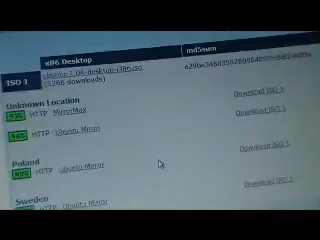 x86 Desktop md5sum
ISO 1 ubuntu-7.04-desktop-i386.iso
(5266 downloads)
Unknown Location
HTTP MirrorMax Download ISO 1
HTTP Ubuntu Mirror Download ISO 1
Poland
HTTP Ubuntu Mirror Download ISO 1
Sweden
HTTP Ubuntu Mirror Download ISO 1